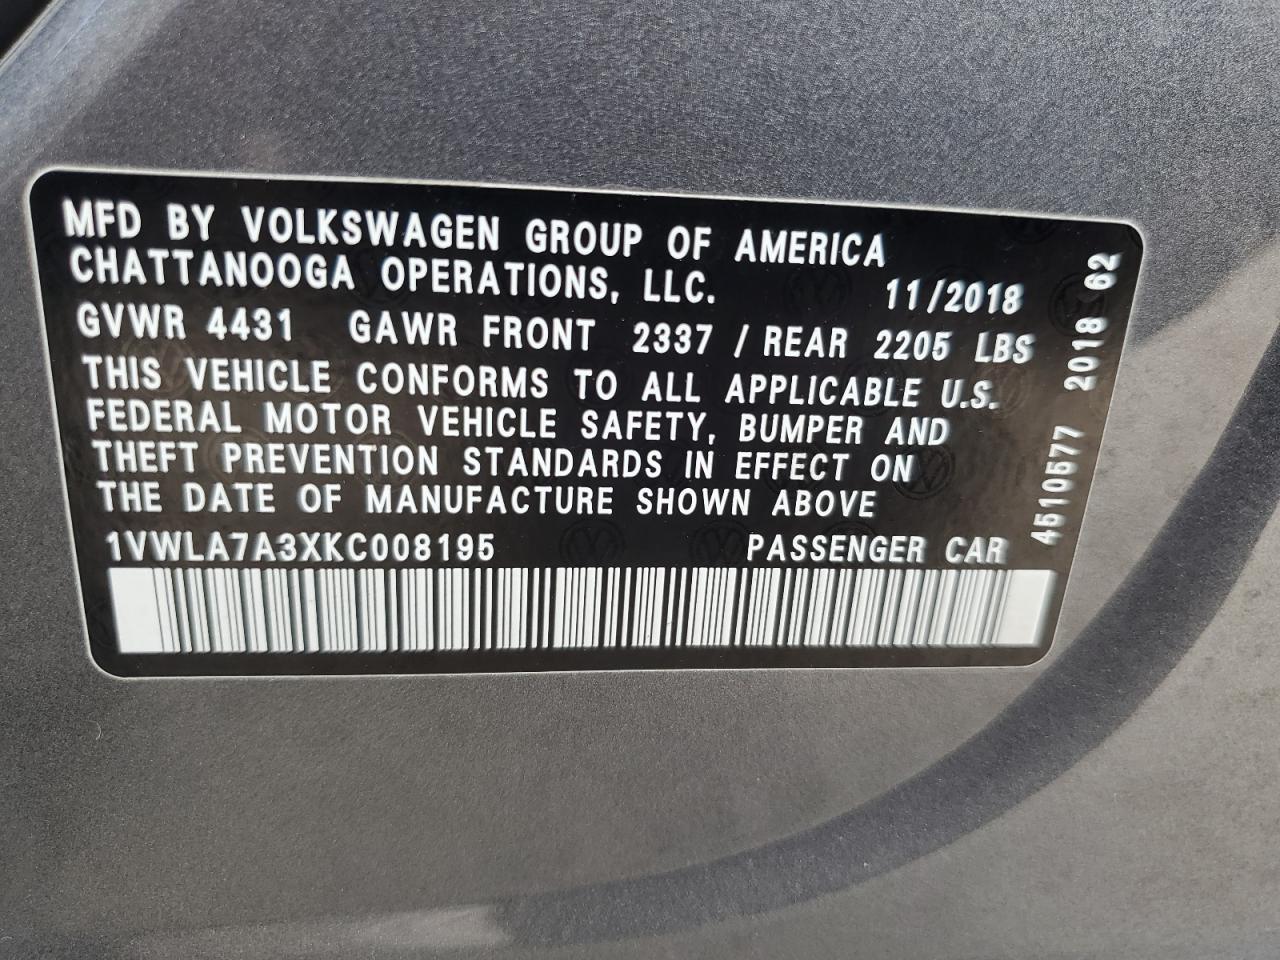 MFD BY VOLKSWAGEN GROUP OF AMERICA
CHATTANOOGA OPERATIONS, LLC. 11/2018
GVWR 4431 GAWR FRONT 2337 / REAR 2205 LBS
THIS VEHICLE CONFORMS TO ALL APPLICABLE U.S.
FEDERAL MOTOR VEHICLE SAFETY, BUMPER AND
THEFT PREVENTION STANDARDS IN EFFECT ON
THE DATE OF MANUFACTURE SHOWN ABOVE
1VWLA7A3XKC008195 PASSENGER CAR
4510577 2018 62